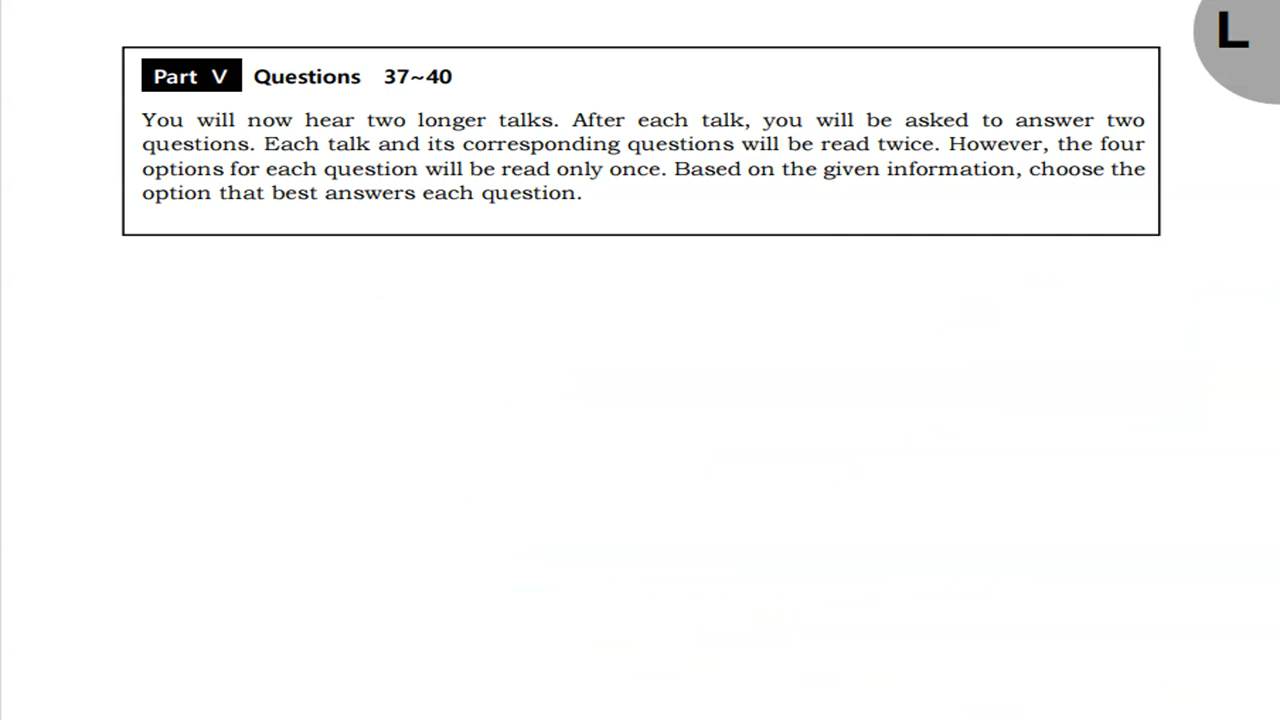 L
Part V Questions 37~40
You will now hear two longer talks. After each talk, you will be asked to answer two
questions. Each talk and its corresponding questions will be read twice. However, the four
options for each question will be read only once. Based on the given information, choose the
option that best answers each question.